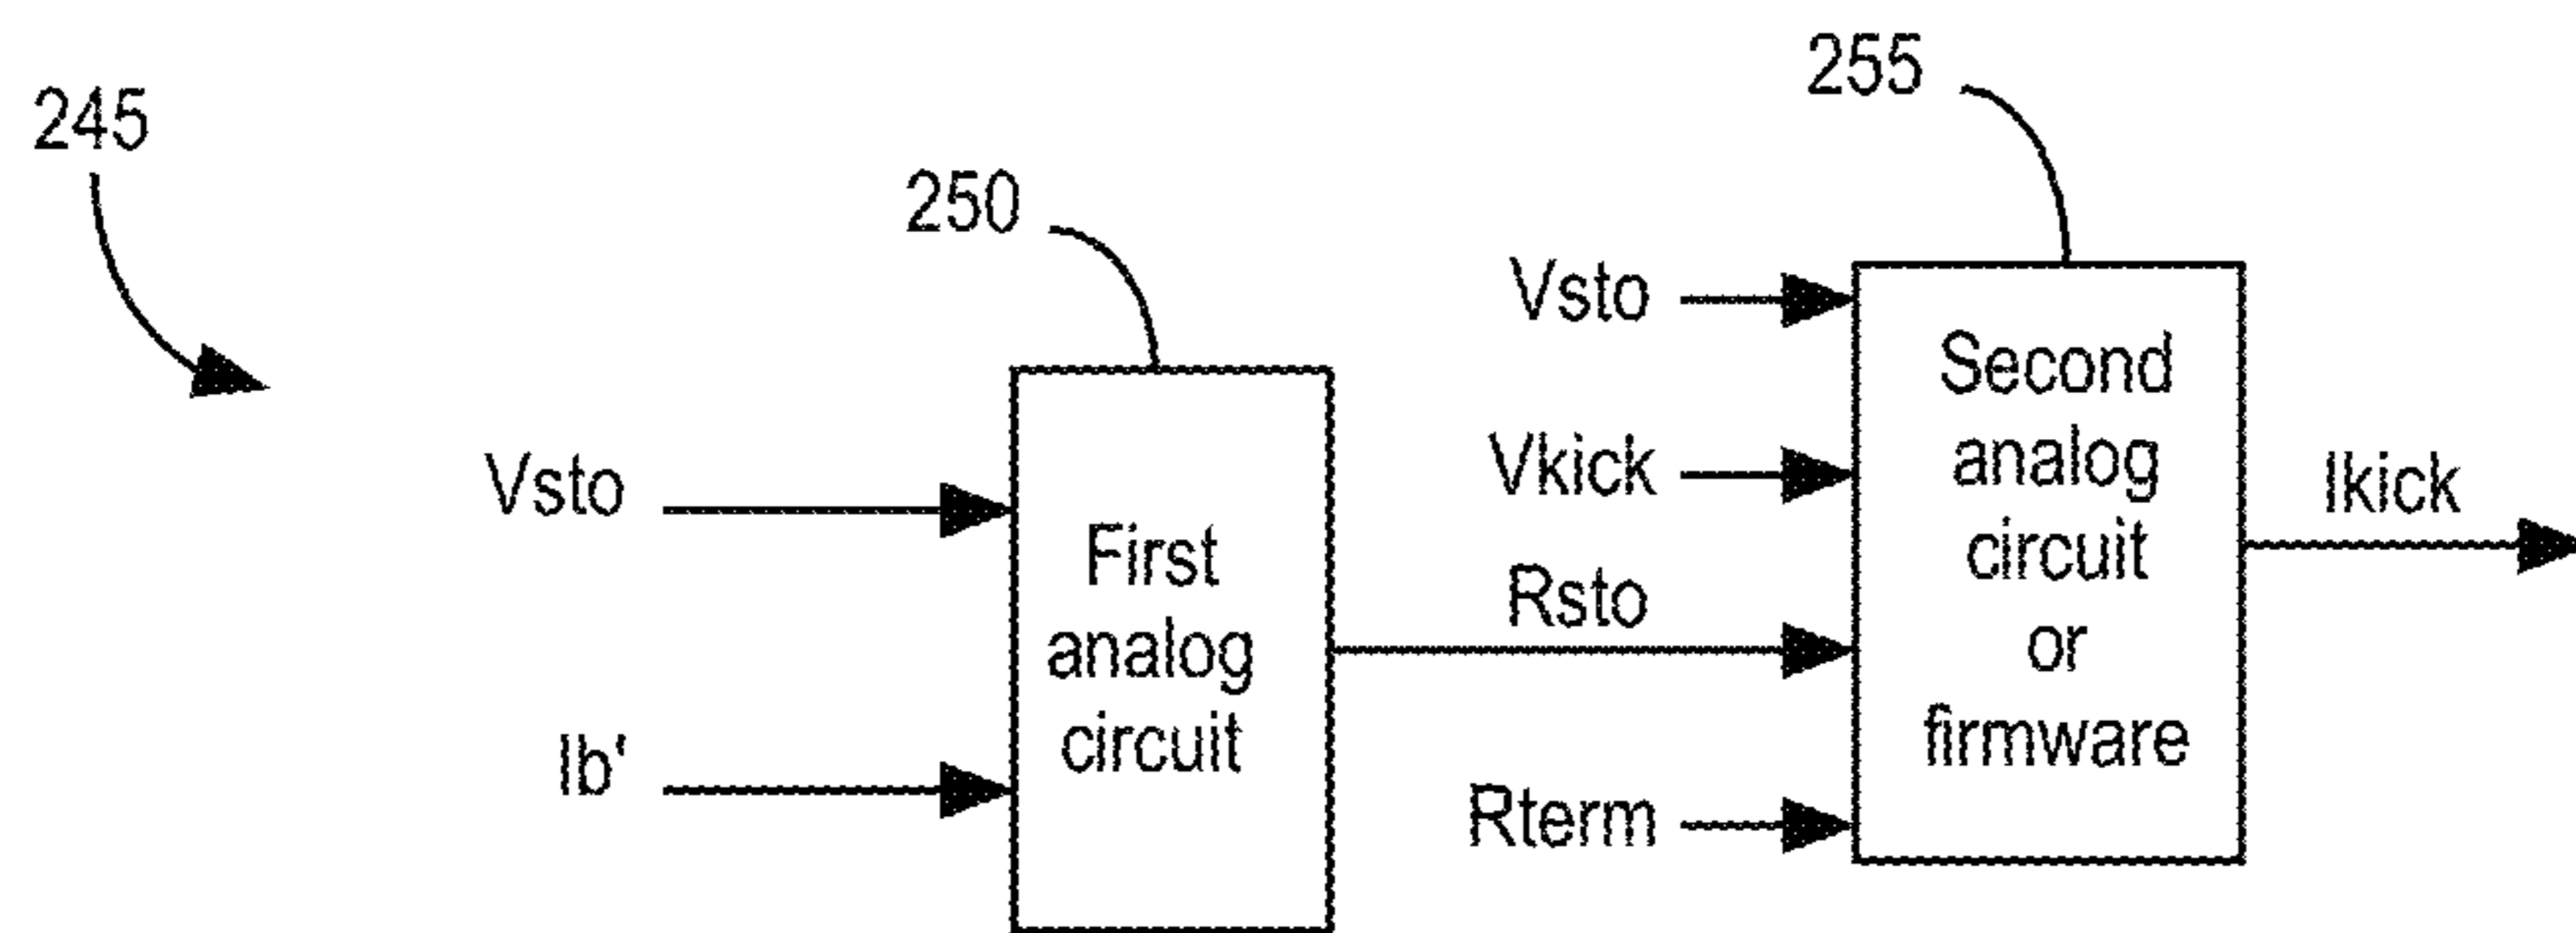 245
250
255
Vsto
Ib'
First
analog
circuit
Vsto
Vkick
Rsto
Rterm
Second
analog
circuit
or
firmware
Ikick